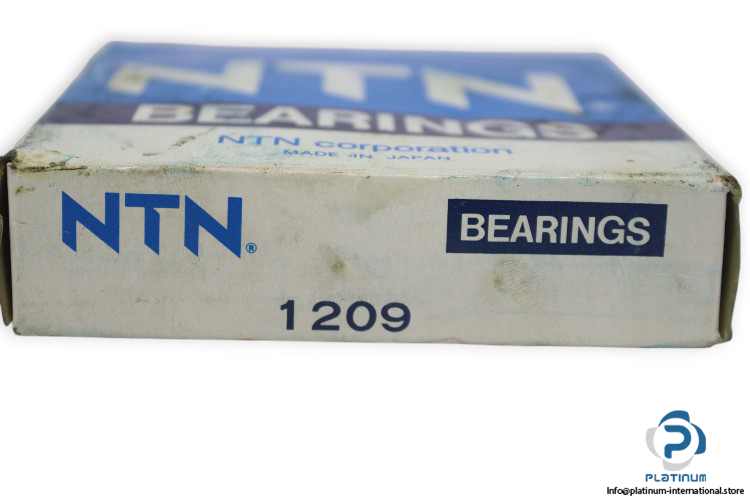 NTN
BEARINGS
NTN corporation
MADE IN JAPAN
NTN®
BEARINGS
1209
PLATINUM
Info@platinum-international.store